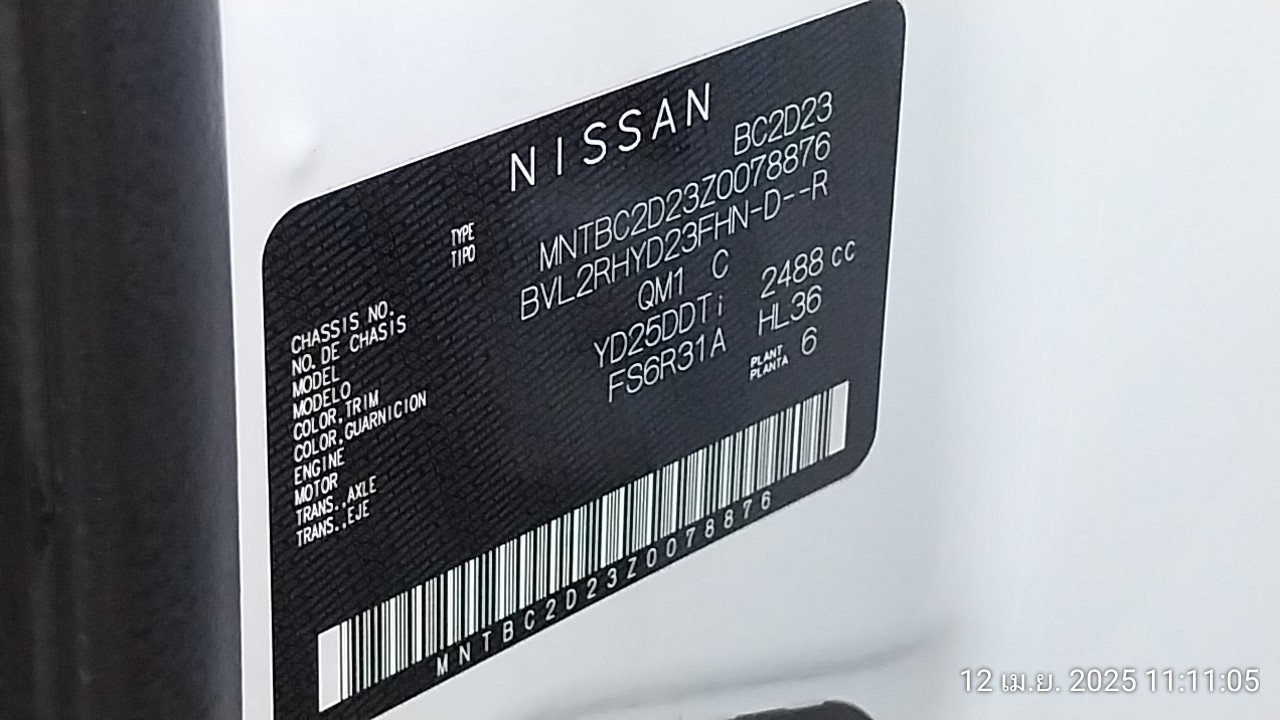 NISSAN
TYPE BC2D23
TIPO
CHASSIS NO. MNTBC2D23Z0078876
NO. DE CHASIS
MODEL BVL2RHYD23FHN-D--R
MODELO
COLOR,TRIM QM1 C
COLOR,GUARNICION
ENGINE YD25DDTi 2488 cc
MOTOR
TRANS.,AXLE FS6R31A HL36
TRANS.,EJE
PLANT 6
PLANTA
MNTBC2D23Z0078876
12 เม.ย. 2025 11:11:05